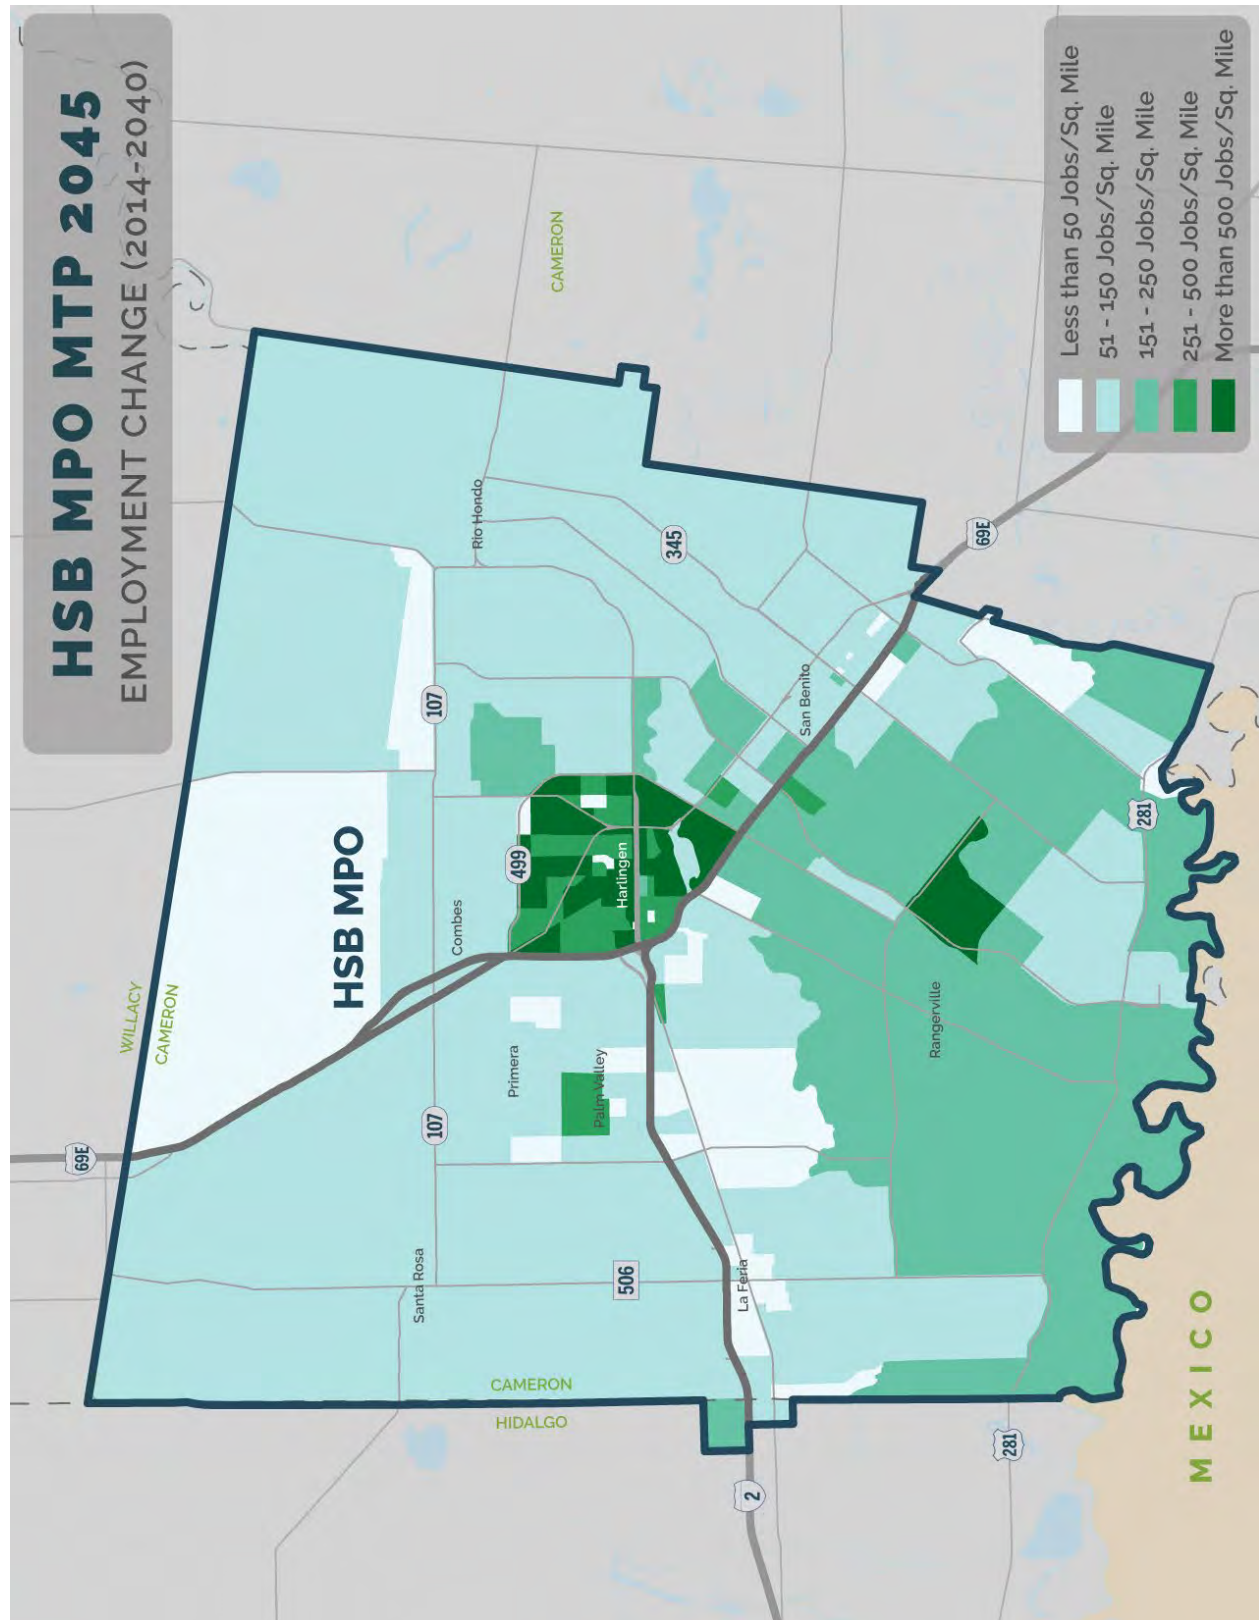 HSB MPO MTP 2045
EMPLOYMENT CHANGE (2014-2040)
Less than 50 Jobs/Sq. Mile
51 - 150 Jobs/Sq. Mile
151 - 250 Jobs/Sq. Mile
251 - 500 Jobs/Sq. Mile
More than 500 Jobs/Sq. Mile
69E
WILLACY
CAMERON
HSB MPO
CAMERON
Santa Rosa
107
Combes
107
Rio Hondo
CAMERON
HIDALGO
Primera
499
506
Palm Valley
Harlingen
345
2
La Feria
San Benito
69E
Rangerville
281
281
MEXICO